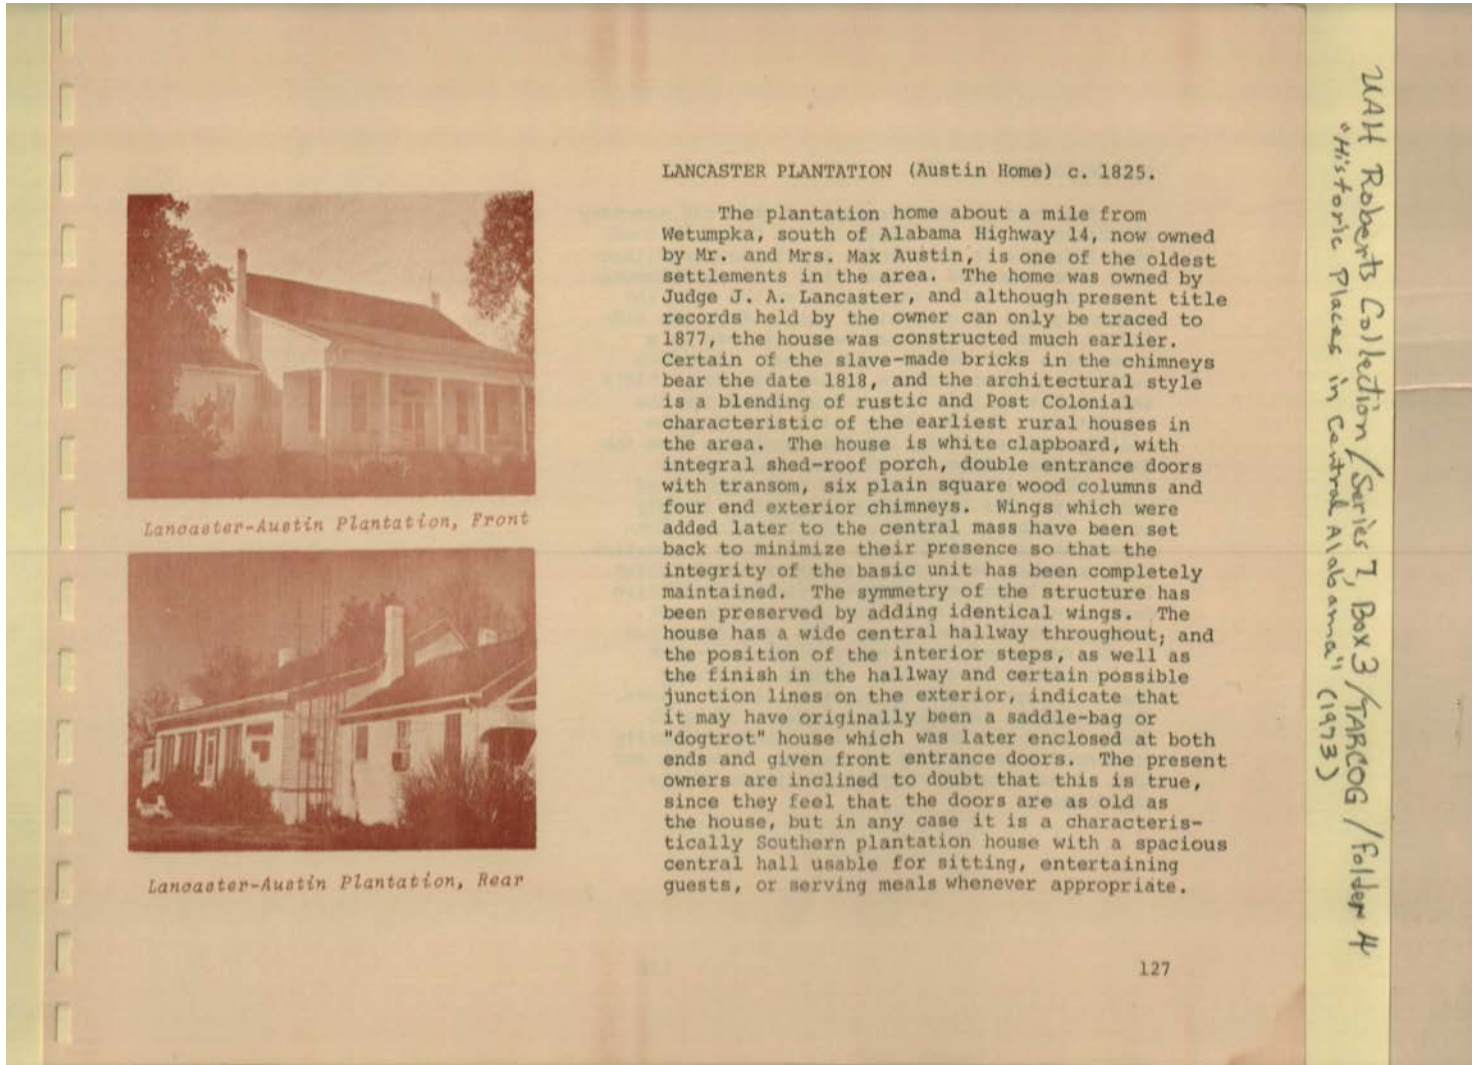 LANCASTER PLANTATION (Austin Home) c. 1825.
The plantation home about a mile from
Wetumpka, south of Alabama Highway 14, now owned
by Mr. and Mrs. Max Austin, is one of the oldest
settlements in the area. The home was owned by
Judge J. A. Lancaster, and although present title
records held by the owner can only be traced to
1877, the house was constructed much earlier.
Certain of the slave-made bricks in the chimneys
bear the date 1818, and the architectural style
is a blending of rustic and Post Colonial
characteristic of the earliest rural houses in
the area. The house is white clapboard, with
integral shed-roof porch, double entrance doors
with transom, six plain square wood columns and
four end exterior chimneys. Wings which were
added later to the central mass have been set
back to minimize their presence so that the
integrity of the basic unit has been completely
maintained. The symmetry of the structure has
been preserved by adding identical wings. The
house has a wide central hallway throughout; and
the position of the interior steps, as well as
the finish in the hallway and certain possible
junction lines on the exterior, indicate that
it may have originally been a saddle-bag or
"dogtrot" house which was later enclosed at both
ends and given front entrance doors. The present
owners are inclined to doubt that this is true,
since they feel that the doors are as old as
the house, but in any case it is a characteris-
tically Southern plantation house with a spacious
central hall usable for sitting, entertaining
guests, or serving meals whenever appropriate.
Lancaster-Austin Plantation, Front
Lancaster-Austin Plantation, Rear
127
UAH Roberts Collection/Series 7, Box 3/TARCOG/Folder 4
"Historic Places in Central Alabama" (1973)